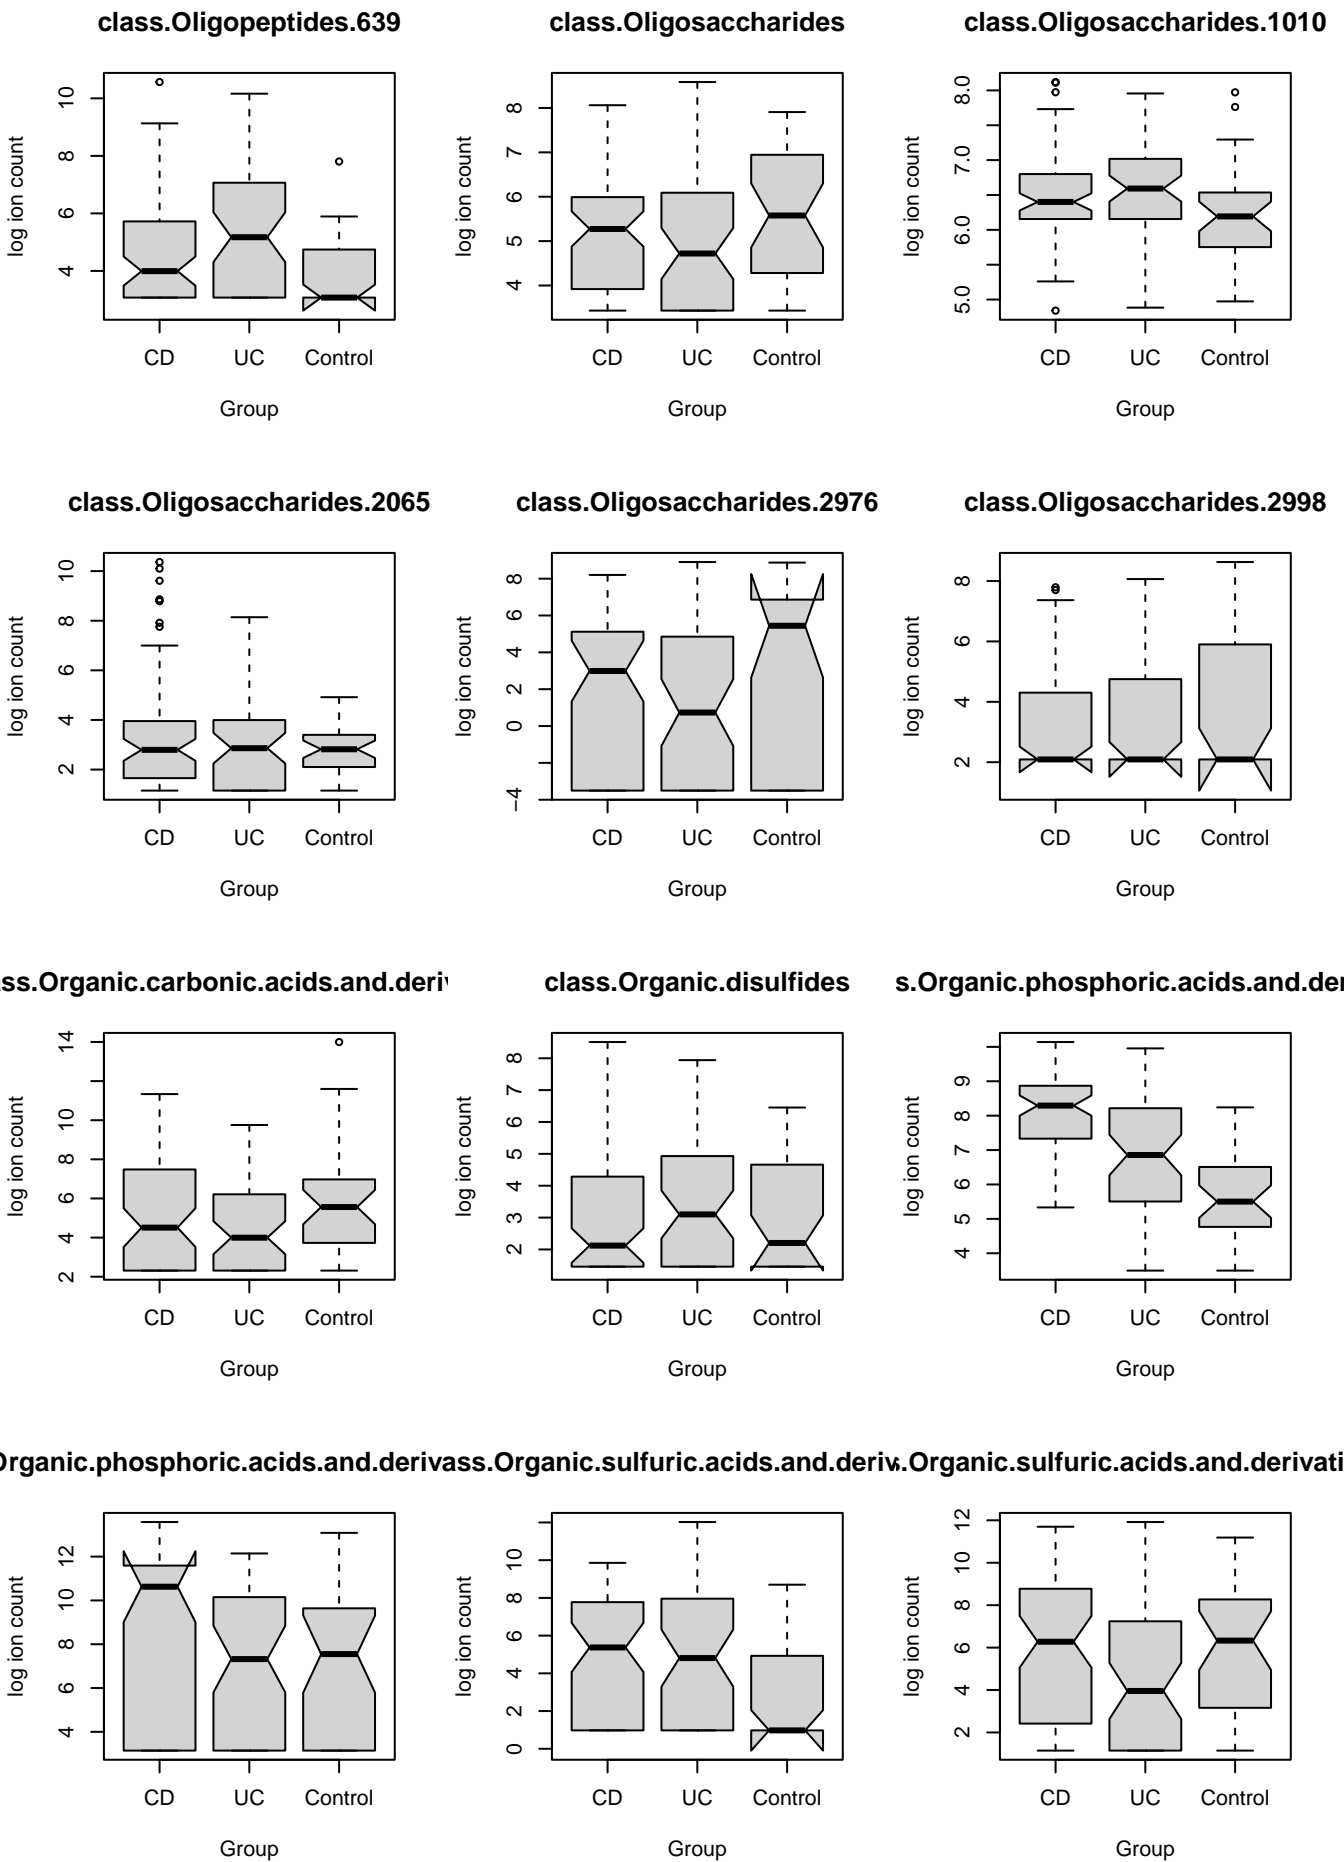 class.Oligopeptides.639
log ion count
10
8
6
4
CD UC Control
Group
class.Oligosaccharides
log ion count
8
7
6
5
4
CD UC Control
Group
class.Oligosaccharides.1010
log ion count
8.0
7.0
6.0
5.0
CD UC Control
Group
class.Oligosaccharides.2065
log ion count
10
8
6
4
2
CD UC Control
Group
class.Oligosaccharides.2976
log ion count
8
6
4
2
0
−4
CD UC Control
Group
class.Oligosaccharides.2998
log ion count
8
6
4
2
CD UC Control
Group
ss.Organic.carbonic.acids.and.deriv
log ion count
14
10
8
6
4
2
CD UC Control
Group
class.Organic.disulfides
log ion count
8
7
6
5
4
3
2
CD UC Control
Group
s.Organic.phosphoric.acids.and.der
log ion count
9
8
7
6
5
4
CD UC Control
Group
Organic.phosphoric.acids.and.deriv
log ion count
12
10
8
6
4
CD UC Control
Group
ass.Organic.sulfuric.acids.and.deriv
log ion count
10
8
6
4
2
0
CD UC Control
Group
.Organic.sulfuric.acids.and.derivati
log ion count
12
10
8
6
4
2
CD UC Control
Group